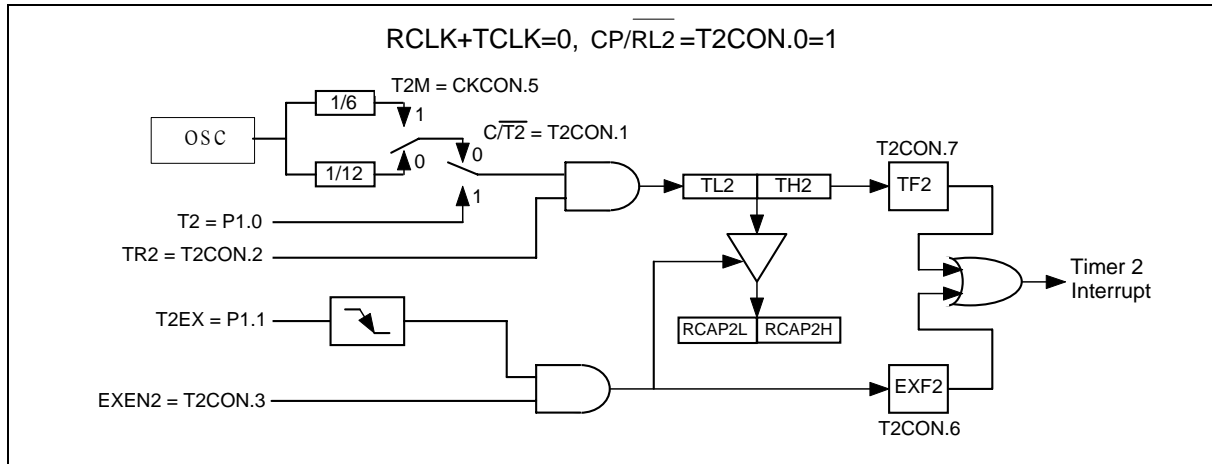 RCLK+TCLK=0, CP/RL2=T2CON.0=1
T2M = CKCON.5
1/6
1
OSC
C/T2 = T2CON.1
0
0
1/12
1
T2 = P1.0
TR2 = T2CON.2
TL2 TH2
T2CON.7
TF2
Timer 2
Interrupt
T2EX = P1.1
RCAP2L RCAP2H
EXEN2 = T2CON.3
EXF2
T2CON.6